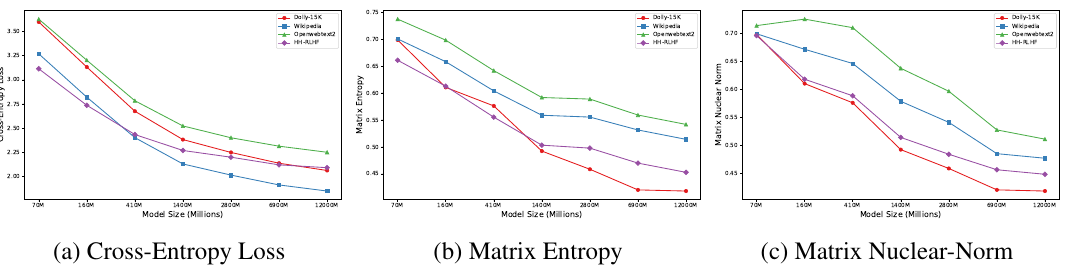 3.50
3.25
3.00
2.75
2.50
2.25
2.00
Cross-Entropy Loss
Dolly-15K
Wikipedia
Openwebtext2
HH-RLHF
70M 160M 410M 1400M 2800M 6900M 12000M
Model Size (Millions)
(a) Cross-Entropy Loss
0.75
0.70
0.65
0.60
0.55
0.50
0.45
Matrix Entropy
Dolly-15K
Wikipedia
Openwebtext2
HH-RLHF
70M 160M 410M 1400M 2800M 6900M 12000M
Model Size (Millions)
(b) Matrix Entropy
0.70
0.65
0.60
0.55
0.50
0.45
Matrix Nuclear Norm
Dolly-15K
Wikipedia
Openwebtext2
HH-RLHF
70M 160M 410M 1400M 2800M 6900M 12000M
Model Size (Millions)
(c) Matrix Nuclear-Norm